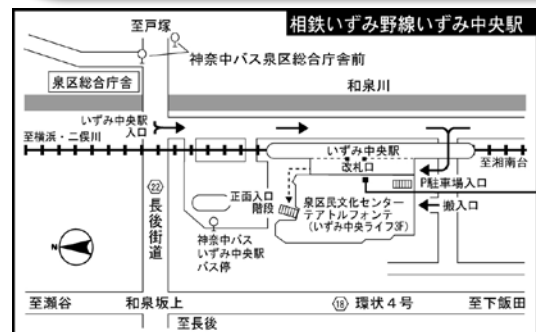 相鉄いずみ野線いずみ中央駅
至戸塚
神奈中バス泉区総合庁舎前
泉区総合庁舎
和泉川
いずみ中央駅
入口
至横浜・二俣川
いずみ中央駅
改札口
至湘南台
P駐車場入口
22
長後街道
正面入口
階段
泉区民文化センター
テアトルフォンテ
(いずみ中央ライフ3F)
搬入口
神奈中バス
いずみ中央駅
バス停
N
至瀬谷
和泉坂上
18
環状4号
至下飯田
至長後